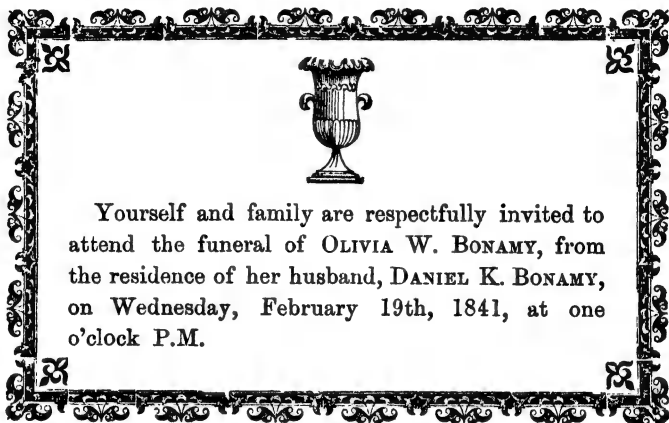 Yourself and family are respectfully invited to
attend the funeral of OLIVIA W. BONAMY, from
the residence of her husband, DANIEL K. BONAMY,
on Wednesday, February 19th, 1841, at one
o'clock P.M.